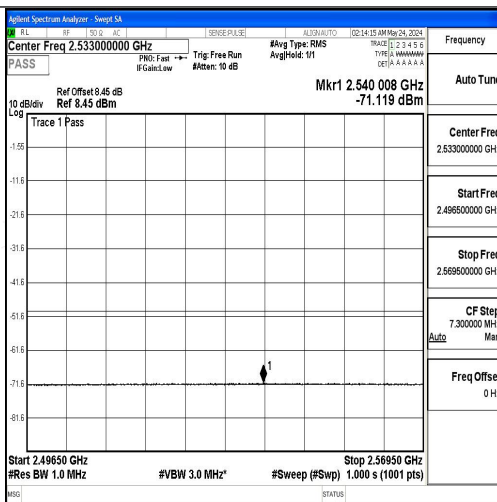 Agilent Spectrum Analyzer - Swept SA
RL RF 50 Ω AC SENSE:PULSE ALIGNAUTO 02:14:15 AM May 24, 2024
Center Freq 2.533000000 GHz
PASS
PNO: Fast
IFGain:Low
Trig: Free Run
#Atten: 10 dB
#Avg Type: RMS
Avg|Hold: 1/1
TRACE 1 2 3 4 5 6
TYPE A WWWWW
DET A A A A A A
Mkr1 2.540 008 GHz
-71.119 dBm
Ref Offset 8.45 dB
10 dB/div Ref 8.45 dBm
Log
Trace 1 Pass
-1.55
-11.6
-21.6
-31.6
-41.6
-51.6
-61.6
-71.6
-81.6
1
Start 2.49650 GHz Stop 2.56950 GHz
#Res BW 1.0 MHz #VBW 3.0 MHz* #Sweep (#Swp) 1.000 s (1001 pts)
MSG STATUS
Frequency
Auto Tune
Center Freq
2.533000000 GHz
Start Freq
2.496500000 GHz
Stop Freq
2.569500000 GHz
CF Step
7.300000 MHz
Auto Man
Freq Offset
0 Hz